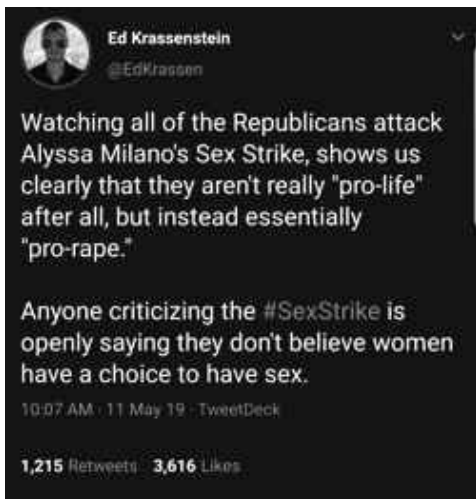 Ed Krassenstein
@EdKrassen
Watching all of the Republicans attack
Alyssa Milano's Sex Strike, shows us
clearly that they aren't really "pro-life"
after all, but instead essentially
"pro-rape."
Anyone criticizing the #SexStrike is
openly saying they don't believe women
have a choice to have sex.
10:07 AM · 11 May 19 · TweetDeck
1,215 Retweets 3,616 Likes